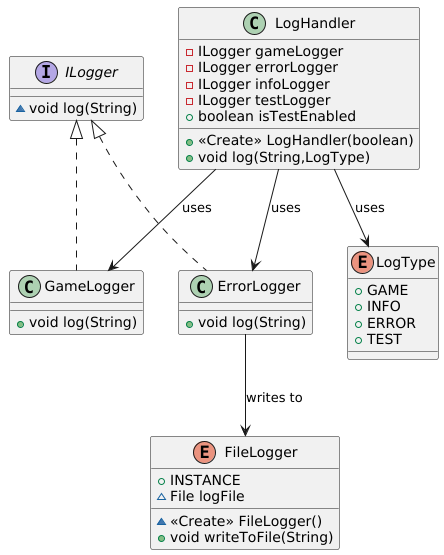 C LogHandler
ILogger gameLogger
ILogger errorLogger
ILogger infoLogger
ILogger testLogger
boolean isTestEnabled
«Create» LogHandler(boolean)
void log(String,LogType)
I ILogger
void log(String)
uses
uses
uses
C GameLogger
void log(String)
C ErrorLogger
void log(String)
E LogType
GAME
INFO
ERROR
TEST
writes to
E FileLogger
INSTANCE
File logFile
«Create» FileLogger()
void writeToFile(String)